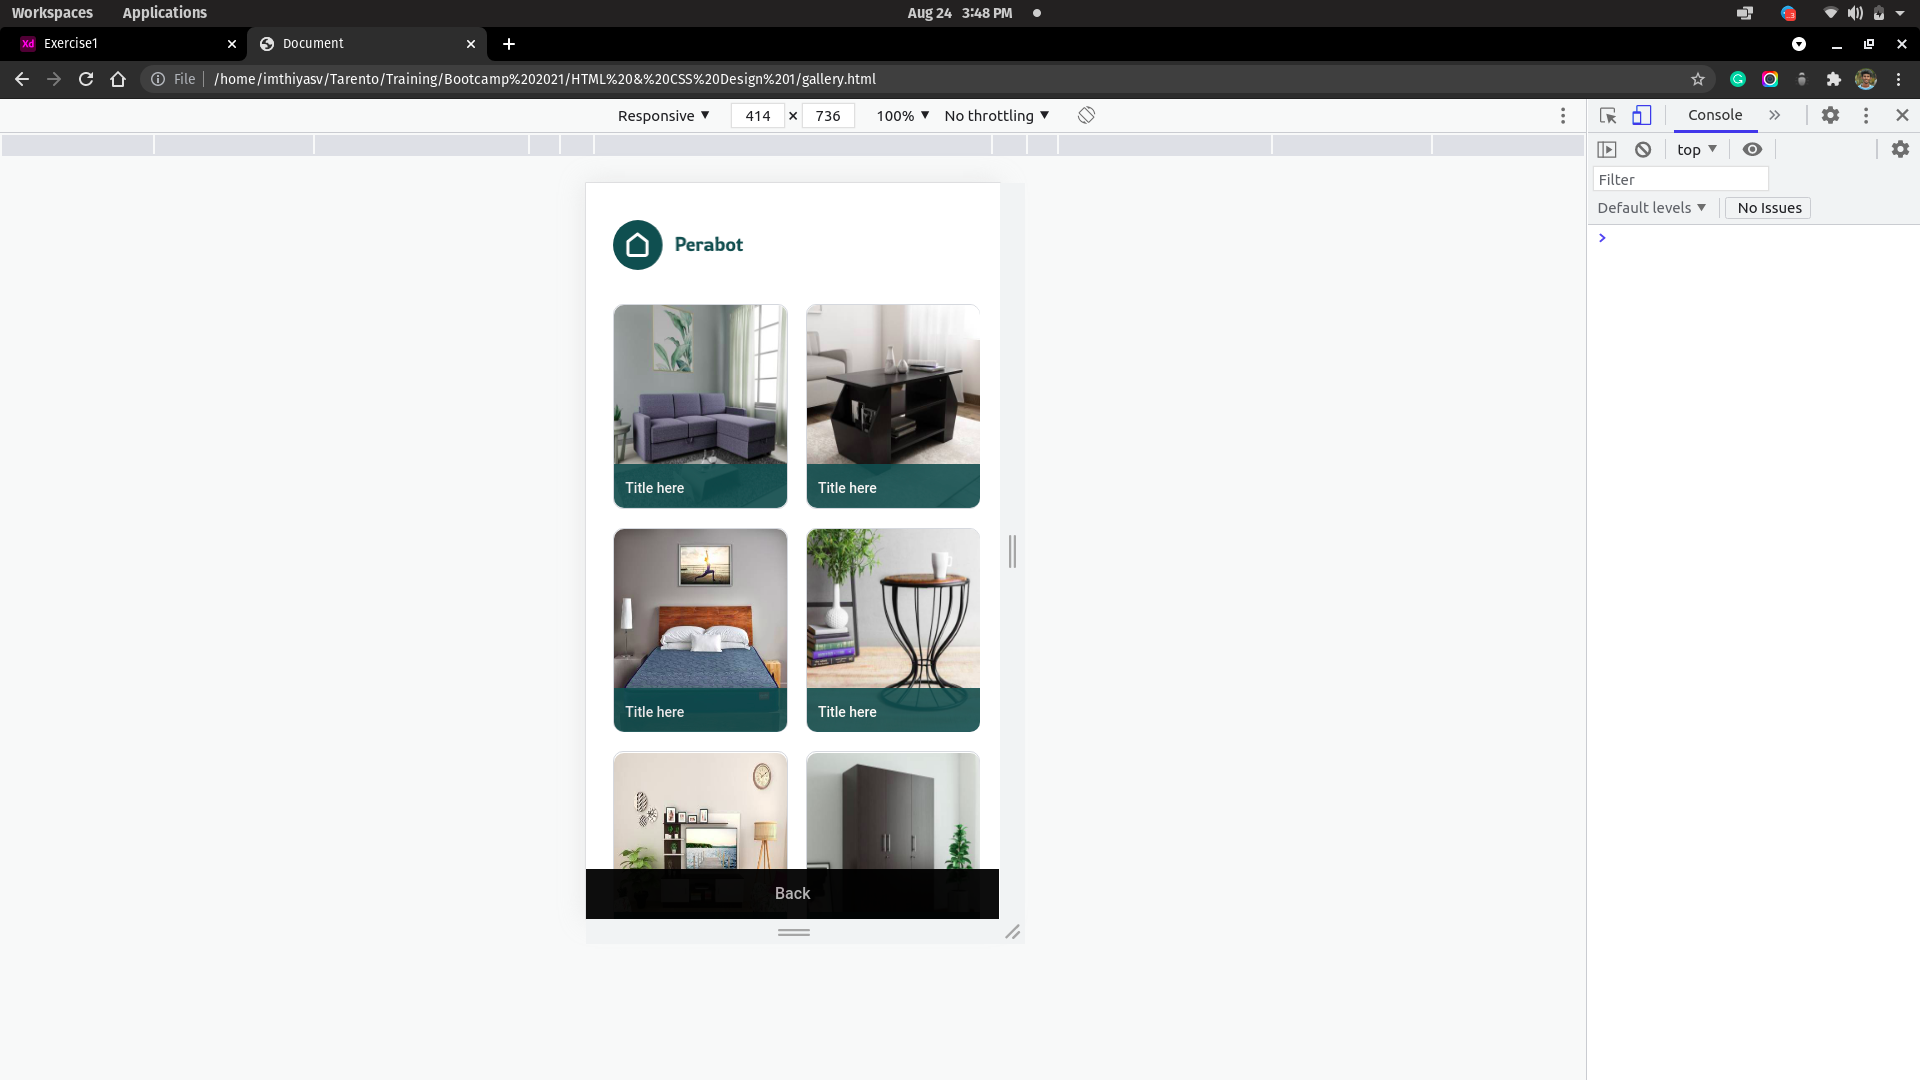 Workspaces Applications Aug 24 3:48 PM
Xd Exercise1 Document
File /home/imthiyasv/Tarento/Training/Bootcamp%202021/HTML%20&%20CSS%20Design%201/gallery.html
Responsive 414 × 736 100% No throttling
Console
top
Filter
Default levels No Issues
Perabot
Title here Title here
Title here Title here
Back